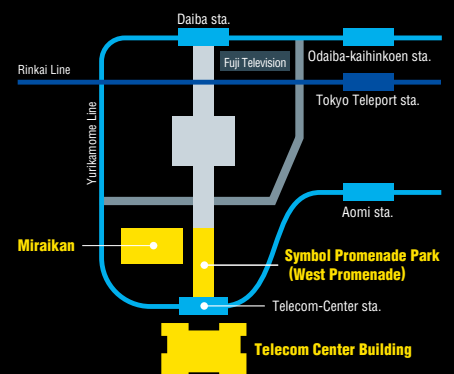 Daiba sta.
Fuji Television
Odaiba-kaihinkoen sta.
Rinkai Line
Tokyo Teleport sta.
Yurikamome Line
Aomi sta.
Miraikan
Symbol Promenade Park
(West Promenade)
Telecom-Center sta.
Telecom Center Building